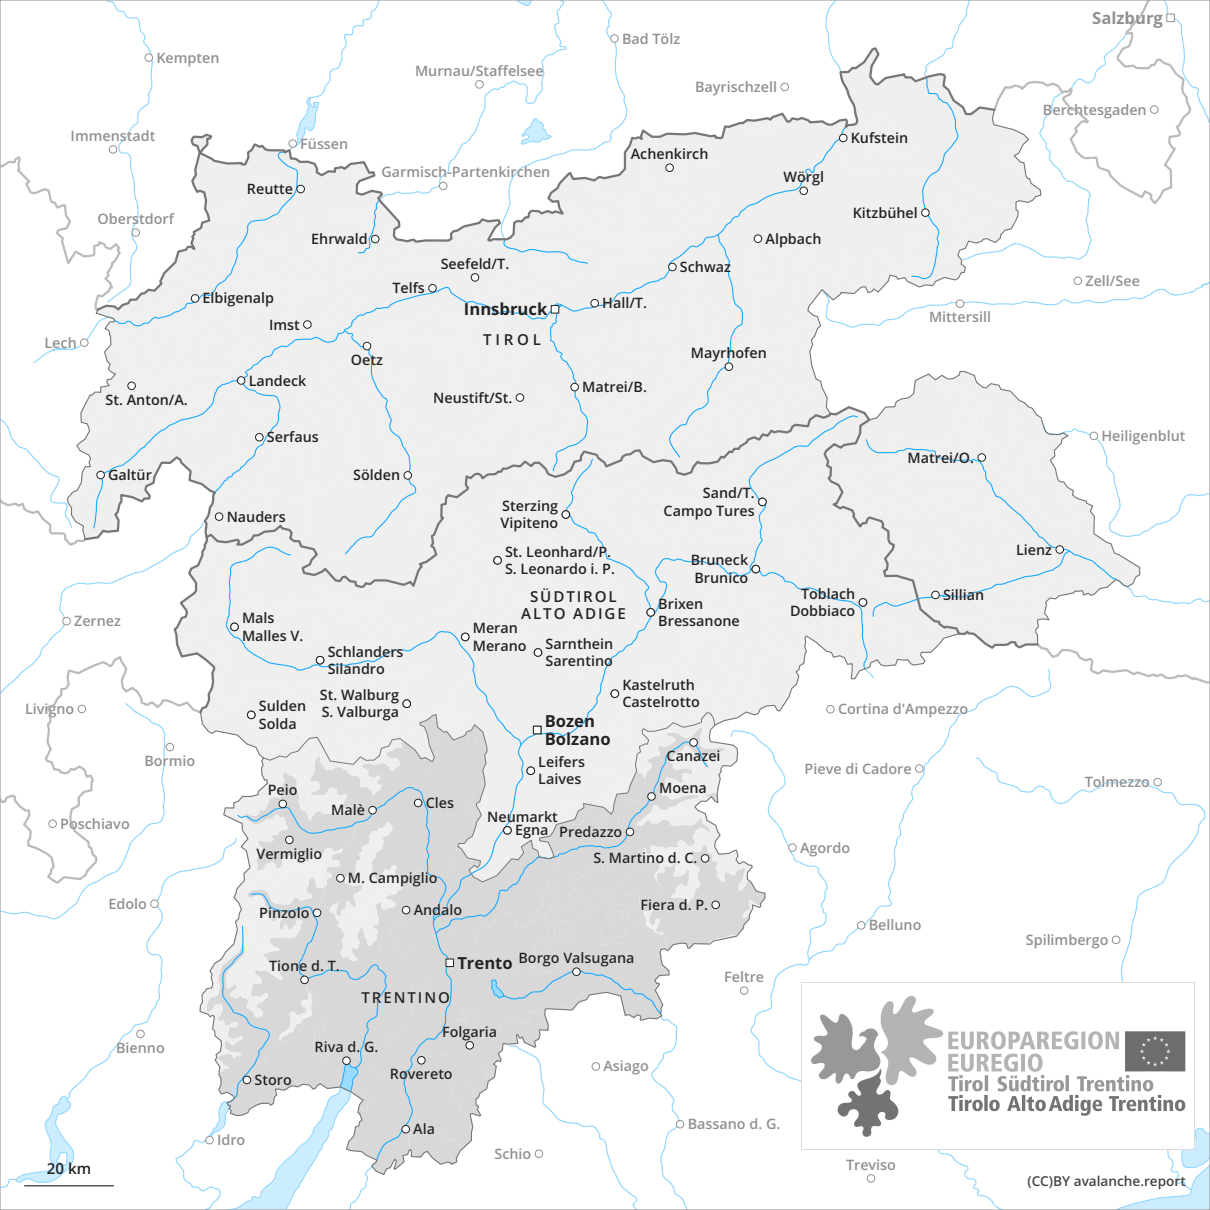 Salzburg
Bad Tölz
Kempten
Murnau/Staffelsee
Bayrischzell
Berchtesgaden
Immenstadt
Füssen
Kufstein
Achenkirch
Garmisch-Partenkirchen
Wörgl
Reutte
Oberstdorf
Kitzbühel
Ehrwald
Alpbach
Seefeld/T.
Schwaz
Zell/See
Telfs
Elbigenalp
Hall/T.
Innsbruck
Mittersill
Imst
TIROL
Lech
Oetz
Mayrhofen
Landeck
Matrei/B.
St. Anton/A.
Neustift/St.
Serfaus
Heiligenblut
Matrei/O.
Galtür
Sölden
Sand/T.
Campo Tures
Sterzing
Vipiteno
Nauders
St. Leonhard/P.
S. Leonardo i. P.
Lienz
Bruneck
Brunico
SÜDTIROL
ALTO ADIGE
Toblach
Dobbiaco
Sillian
Brixen
Bressanone
Zernez
Mals
Malles V.
Meran
Merano
Sarnthein
Sarentino
Schlanders
Silandro
St. Walburg
S. Valburga
Kastelruth
Castelrotto
Livigno
Sulden
Solda
Cortina d'Ampezzo
Bozen
Bolzano
Bormio
Canazei
Leifers
Laives
Pieve di Cadore
Tolmezzo
Peio
Moena
Malè
Cles
Neumarkt
Egna
Poschiavo
Predazzo
Vermiglio
Agordo
S. Martino d. C.
M. Campiglio
Edolo
Pinzolo
Andalo
Fiera d. P.
Belluno
Spilimbergo
Tione d. T.
Trento
Borgo Valsugana
Feltre
TRENTINO
Folgaria
Bienno
Riva d. G.
Rovereto
Asiago
Storo
EUROPAREGION
EUREGIO
Tirol Südtirol Trentino
Tirolo Alto Adige Trentino
Ala
Bassano d. G.
Idro
Schio
Treviso
20 km
(CC)BY avalanche.report